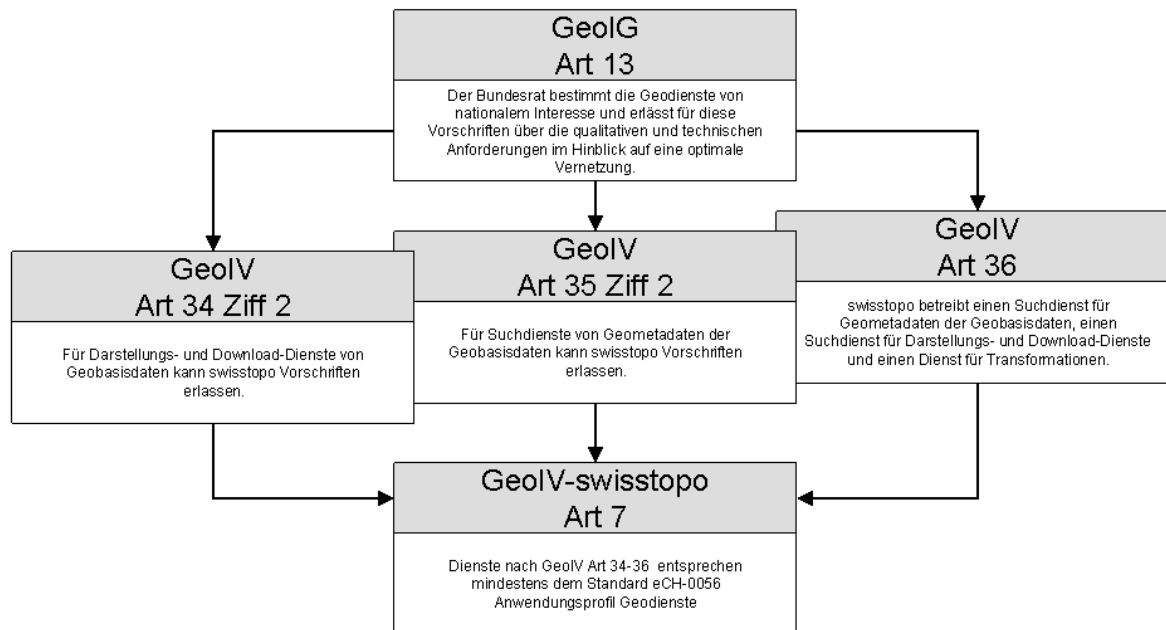 GeoIG
Art 13
Der Bundesrat bestimmt die Geodienste von
nationalem Interesse und erlässt für diese
Vorschriften über die qualitativen und technischen
Anforderungen im Hinblick auf eine optimale
Vernetzung.
GeoIV
Art 34 Ziff 2
Für Darstellungs- und Download-Dienste von
Geobasisdaten kann swisstopo Vorschriften
erlassen.
GeoIV
Art 35 Ziff 2
Für Suchdienste von Geometadaten der
Geobasisdaten kann swisstopo Vorschriften
erlassen.
GeoIV
Art 36
swisstopo betreibt einen Suchdienst für
Geometadaten der Geobasisdaten, einen
Suchdienst für Darstellungs- und Download-Dienste
und einen Dienst für Transformationen.
GeoIV-swisstopo
Art 7
Dienste nach GeoIV Art 34-36 entsprechen
mindestens dem Standard eCH-0056
Anwendungsprofil Geodienste